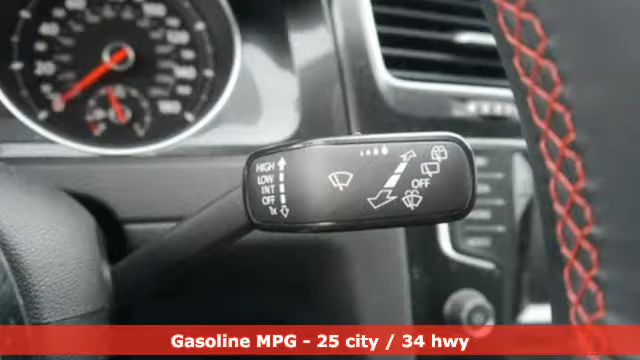 HIGH
LOW
INT
OFF
1x
OFF
Gasoline MPG - 25 city / 34 hwy